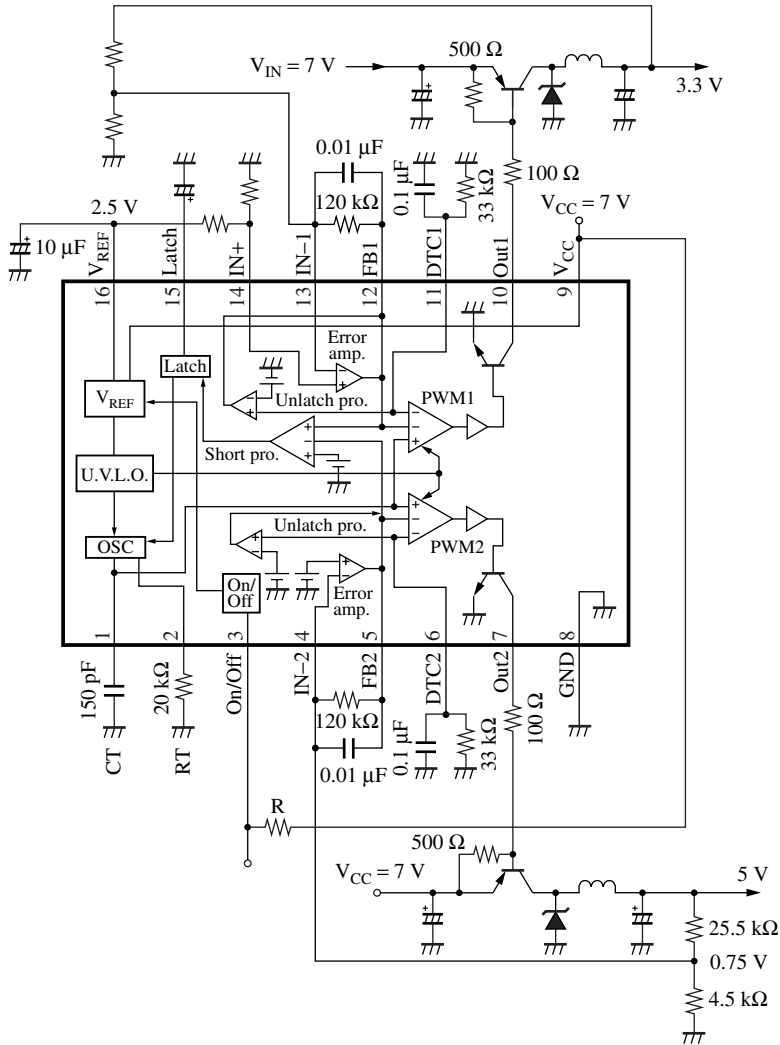 500 Ω
V_IN = 7 V
3.3 V
0.01 µF
120 kΩ
0.1 µF
33 kΩ
100 Ω
V_CC = 7 V
2.5 V
10 µF
V_REF
Latch
IN+
IN−1
FB1
DTC1
Out1
V_CC
16
15
14
13
12
11
10
9
Latch
Error
amp.
V_REF
Unlatch pro.
PWM1
Short pro.
U.V.L.O.
Unlatch pro.
PWM2
OSC
On/
Off
Error
amp.
1
2
3
4
5
6
7
8
150 pF
20 kΩ
On/Off
IN−2
FB2
DTC2
Out2
GND
CT
RT
120 kΩ
0.01 µF
0.1 µF
33 kΩ
100 Ω
R
500 Ω
V_CC = 7 V
5 V
25.5 kΩ
0.75 V
4.5 kΩ